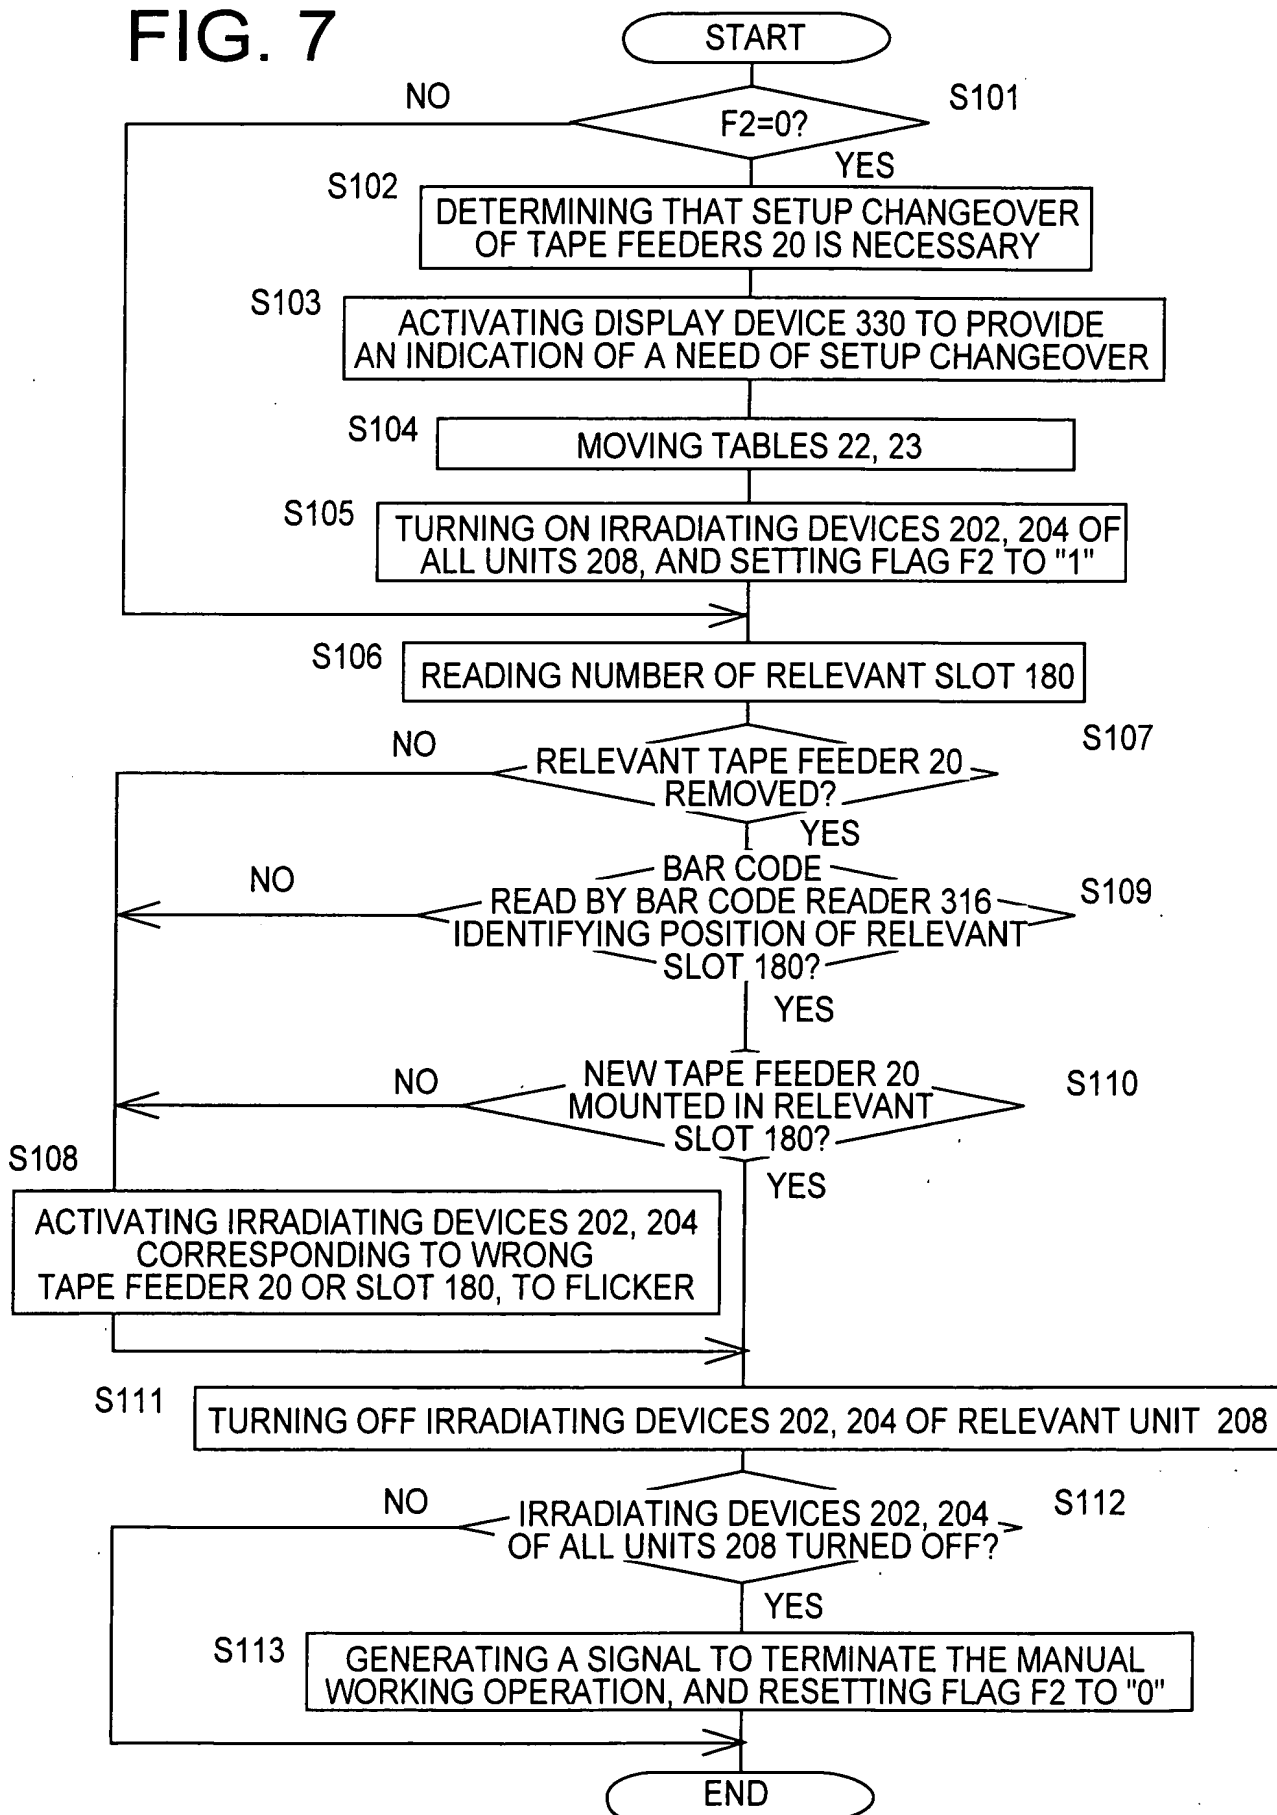 FIG. 7
START
NO
S101
F2=0?
YES
S102
DETERMINING THAT SETUP CHANGEOVER
OF TAPE FEEDERS 20 IS NECESSARY
S103
ACTIVATING DISPLAY DEVICE 330 TO PROVIDE
AN INDICATION OF A NEED OF SETUP CHANGEOVER
S104
MOVING TABLES 22, 23
S105
TURNING ON IRRADIATING DEVICES 202, 204 OF
ALL UNITS 208, AND SETTING FLAG F2 TO "1"
S106
READING NUMBER OF RELEVANT SLOT 180
NO
S107
RELEVANT TAPE FEEDER 20
REMOVED?
YES
BAR CODE
NO
READ BY BAR CODE READER 316
S109
IDENTIFYING POSITION OF RELEVANT
SLOT 180?
YES
NO
NEW TAPE FEEDER 20
S110
MOUNTED IN RELEVANT
SLOT 180?
YES
S108
ACTIVATING IRRADIATING DEVICES 202, 204
CORRESPONDING TO WRONG
TAPE FEEDER 20 OR SLOT 180, TO FLICKER
S111
TURNING OFF IRRADIATING DEVICES 202, 204 OF RELEVANT UNIT 208
NO
IRRADIATING DEVICES 202, 204
S112
OF ALL UNITS 208 TURNED OFF?
YES
S113
GENERATING A SIGNAL TO TERMINATE THE MANUAL
WORKING OPERATION, AND RESETTING FLAG F2 TO "0"
END